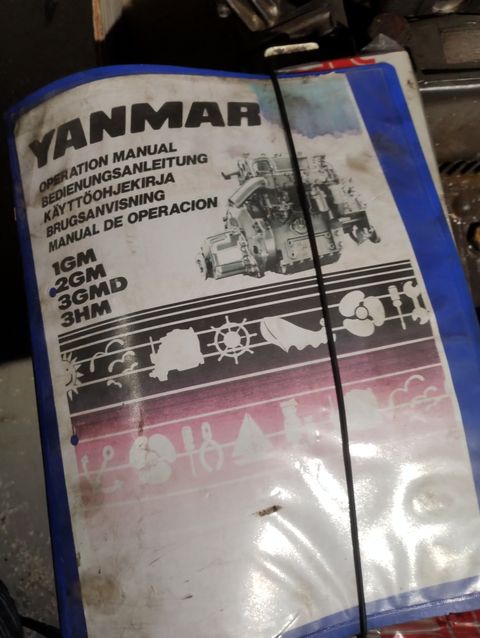 YANMAR
OPERATION MANUAL
BEDIENUNGSANLEITUNG
KÄYTTÖOHJEKIRJA
BRUGSANVISNING
MANUAL DE OPERACION
1GM
2GM
3GMD
3HM